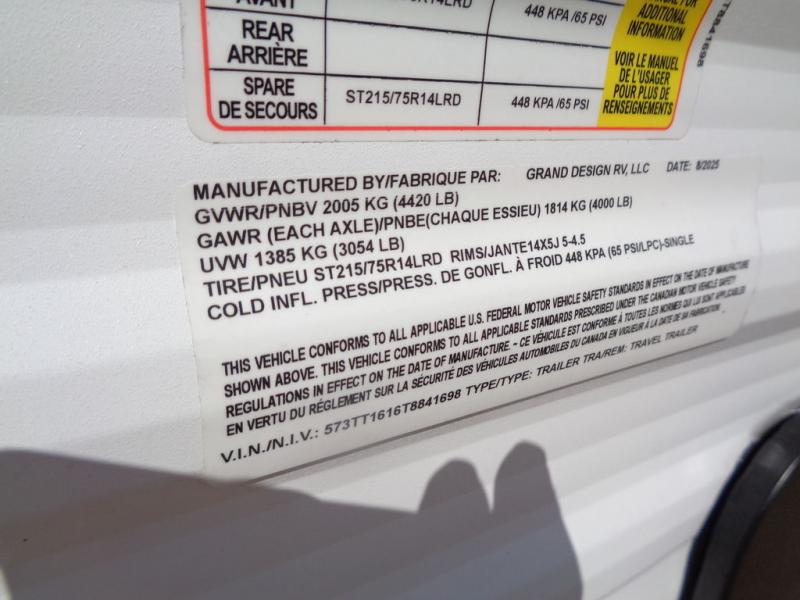 AVANT
448 KPA /65 PSI
ADDITIONAL
INFORMATION
REAR
ARRIÈRE
VOIR LE MANUEL
DE L'USAGER
POUR PLUS DE
RENSEIGNEMENTS
SPARE
DE SECOURS
ST215/75R14LRD
448 KPA /65 PSI
T8841698
MANUFACTURED BY/FABRIQUE PAR: GRAND DESIGN RV, LLC DATE: 8/2025
GVWR/PNBV 2005 KG (4420 LB)
GAWR (EACH AXLE)/PNBE(CHAQUE ESSIEU) 1814 KG (4000 LB)
UVW 1385 KG (3054 LB)
TIRE/PNEU ST215/75R14LRD RIMS/JANTE14X5J 5-4.5
COLD INFL. PRESS/PRESS. DE GONFL. À FROID 448 KPA (65 PSI/LPC)-SINGLE
THIS VEHICLE CONFORMS TO ALL APPLICABLE U.S. FEDERAL MOTOR VEHICLE SAFETY STANDARDS IN EFFECT ON THE DATE OF MANUFACTURE
SHOWN ABOVE. THIS VEHICLE CONFORMS TO ALL APPLICABLE STANDARDS PRESCRIBED UNDER THE CANADIAN MOTOR VEHICLE SAFETY
REGULATIONS IN EFFECT ON THE DATE OF MANUFACTURE. - CE VÉHICULE EST CONFORME À TOUTES LES NORMES QUI LUI SONT APPLICABLES
EN VERTU DU RÉGLEMENT SUR LA SÉCURITÉ DES VÉHICULES AUTOMOBILES DU CANADA EN VIGUEUR À LA DATE DE SA FABRICATION.
V.I.N./N.I.V.: 573TT1616T8841698 TYPE/TYPE: TRAILER TRA/REM: TRAVEL TRAILER